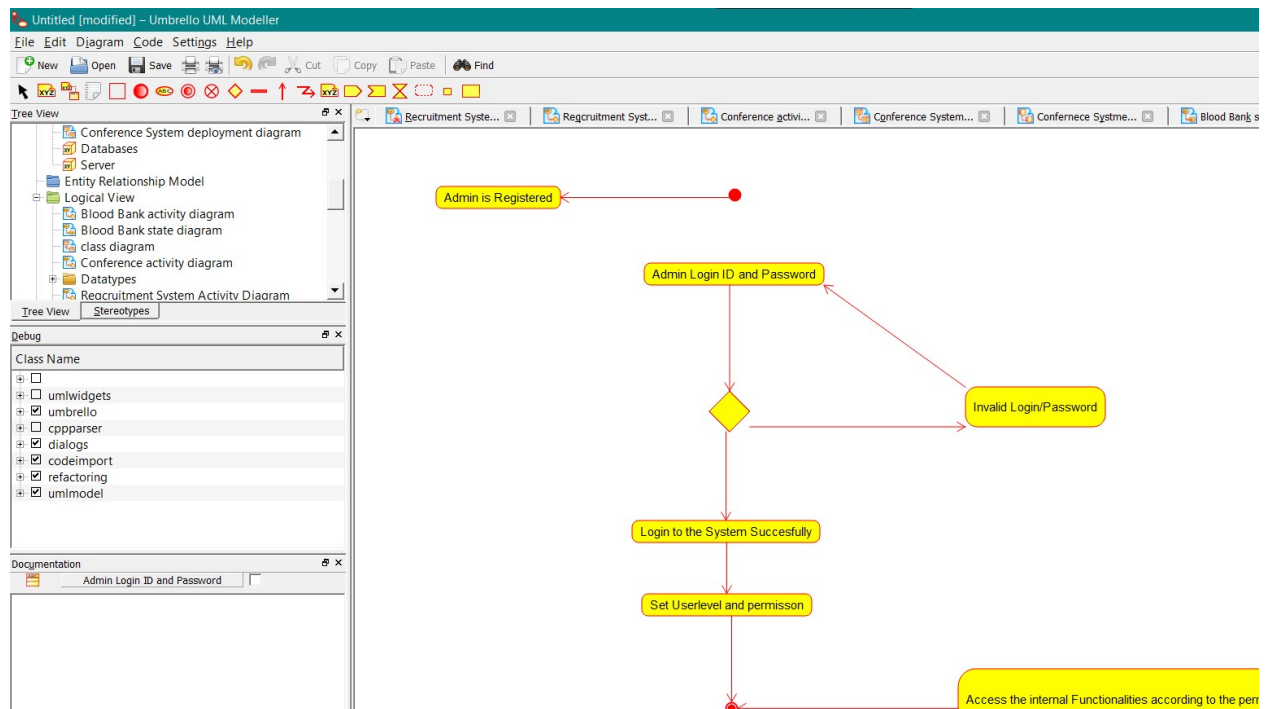 Untitled [modified] – Umbrello UML Modeller
File Edit Diagram Code Settings Help
New Open Save Cut Copy Paste Find
Tree View
Conference System deployment diagram
Databases
Server
Entity Relationship Model
Logical View
Blood Bank activity diagram
Blood Bank state diagram
class diagram
Conference activity diagram
Datatypes
Reacruitment System Activity Diagram
Tree View Stereotypes
Debug
Class Name
umlwidgets
umbrello
cppparser
dialogs
codeimport
refactoring
umlmodel
Documentation
Admin Login ID and Password
Recruitment Syste... Reqcruitment Syst... Conference activi... Conference System... Confernece Systme... Blood Bank s
Admin is Registered
Admin Login ID and Password
Invalid Login/Password
Login to the System Succesfully
Set Userlevel and permisson
Access the internal Functionalities according to the perr